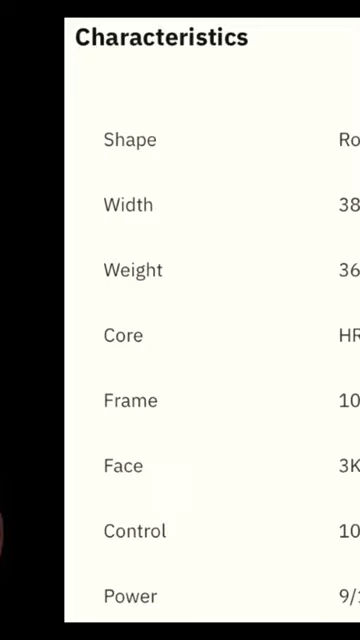 Characteristics
Shape Ro
Width 38
Weight 36
Core HR
Frame 10
Face 3K
Control 10
Power 9/